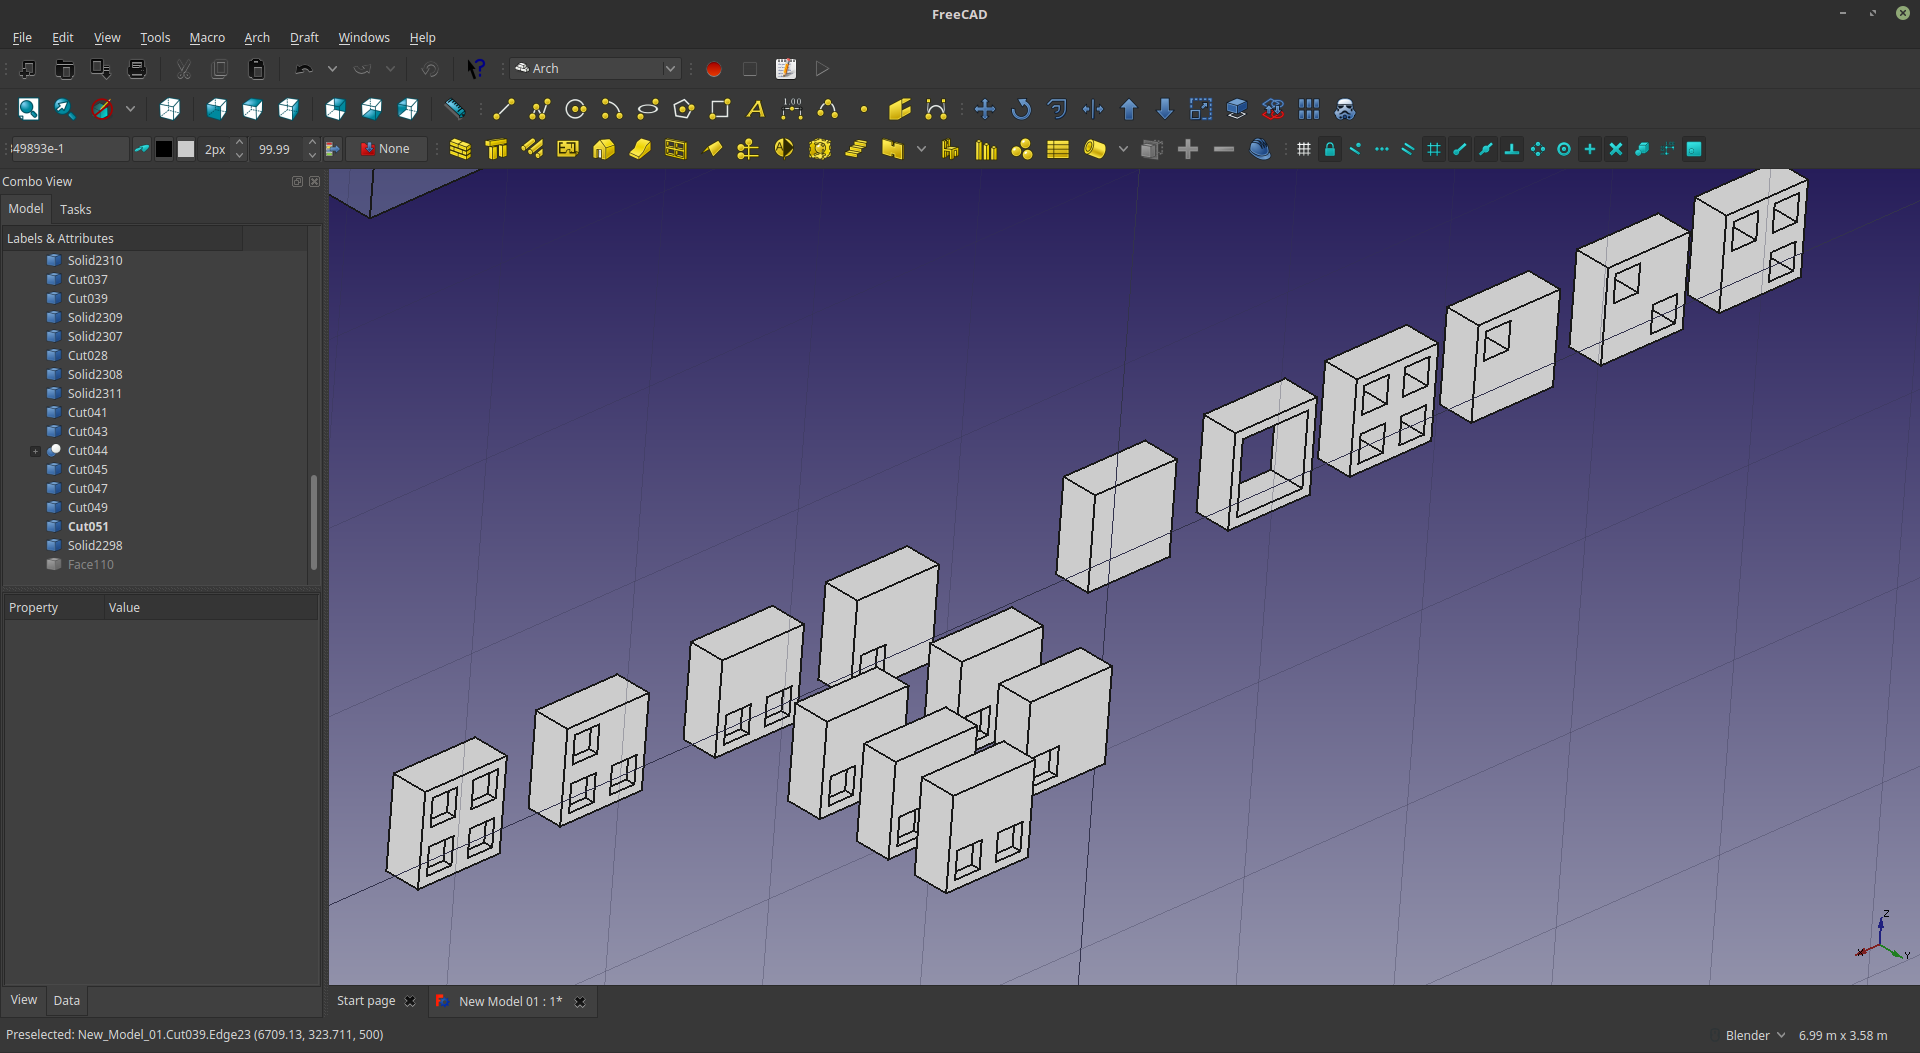 FreeCAD
File Edit View Tools Macro Arch Draft Windows Help
Arch
A 1.00
49893e-1 2px 99.99 None
Combo View
Model Tasks
Labels & Attributes
Solid2310
Cut037
Cut039
Solid2309
Solid2307
Cut028
Solid2308
Solid2311
Cut041
Cut043
Cut044
Cut045
Cut047
Cut049
Cut051
Solid2298
Face110
Property Value
Z
X
Y
View Data
Start page New Model 01 : 1*
Preselected: New_Model_01.Cut039.Edge23 (6709.13, 323.711, 500)
Blender 6.99 m x 3.58 m